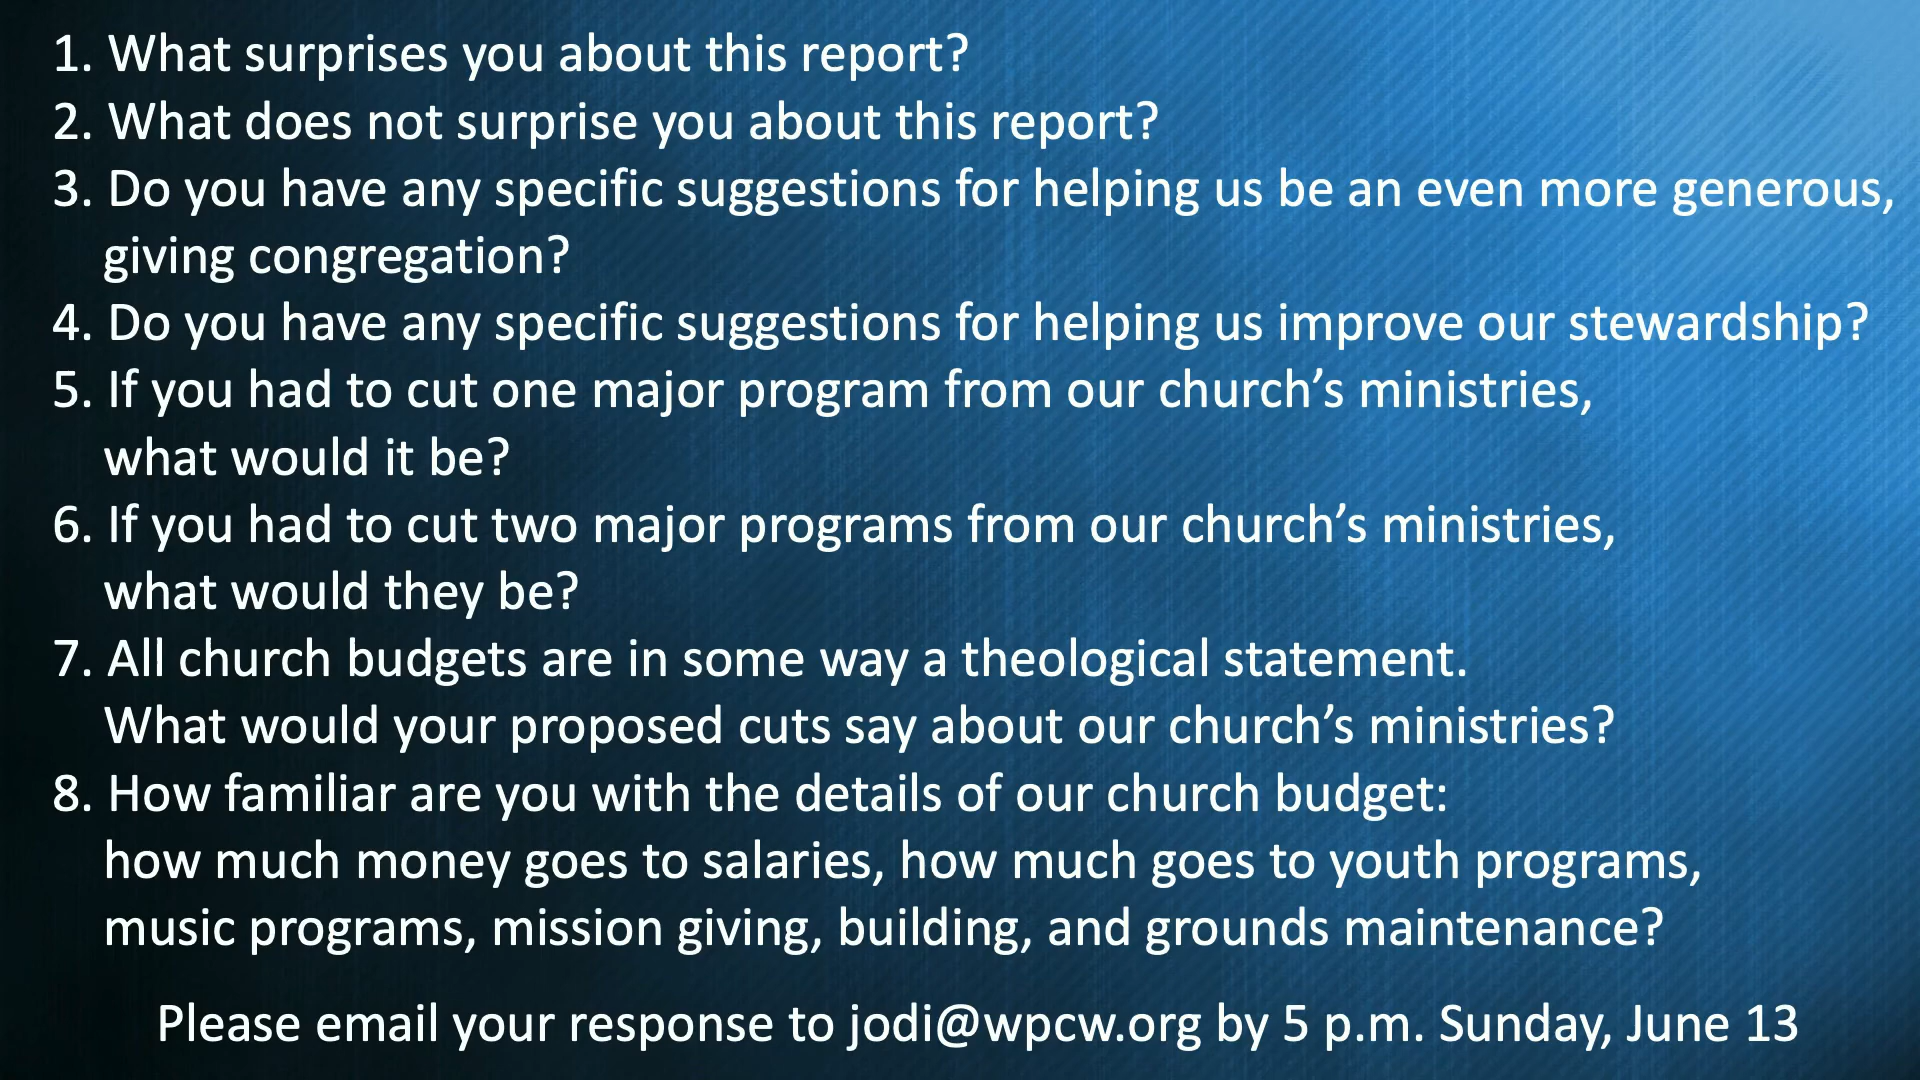 1. What surprises you about this report?
2. What does not surprise you about this report?
3. Do you have any specific suggestions for helping us be an even more generous,
giving congregation?
4. Do you have any specific suggestions for helping us improve our stewardship?
5. If you had to cut one major program from our church’s ministries,
what would it be?
6. If you had to cut two major programs from our church’s ministries,
what would they be?
7. All church budgets are in some way a theological statement.
What would your proposed cuts say about our church’s ministries?
8. How familiar are you with the details of our church budget:
how much money goes to salaries, how much goes to youth programs,
music programs, mission giving, building, and grounds maintenance?
Please email your response to jodi@wpcw.org by 5 p.m. Sunday, June 13